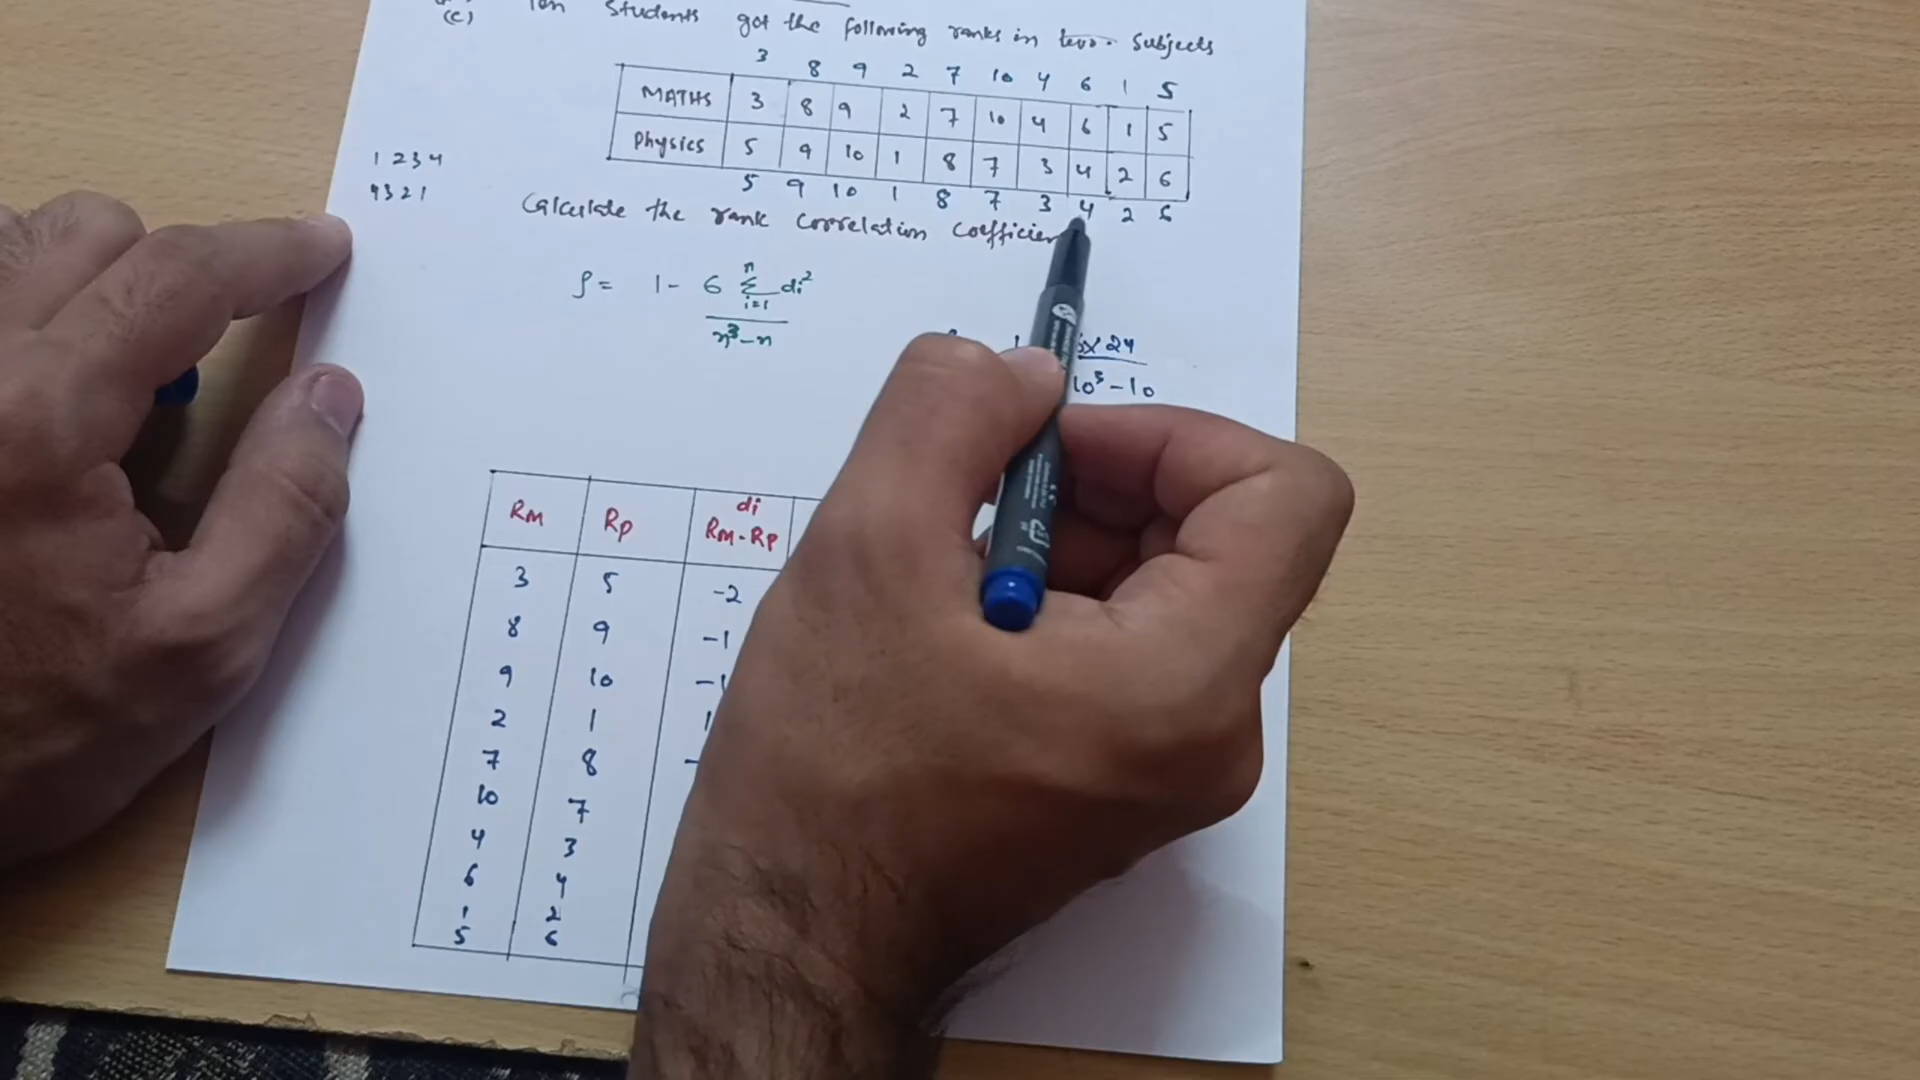 (c) Ten Students got the following ranks in two. Subjects
3 8 9 2 7 10 4 6 1 5
MATHS 3 8 9 2 7 10 4 6 1 5
Physics 5 9 10 1 8 7 3 4 2 6
5 9 10 1 8 7 3 4 2 6
1 2 3 4
4 3 2 1
Calculate the rank correlation coefficien
ρ = 1 - 6 n Σ i=1 di²
n³ - n
x 24
10³ - 10
Rm Rp di Rm - Rp
3 5 -2
8 9 -1
9 10 -1
2 1 1
7 8 -
10 7
4 3
6 4
1 2
5 6